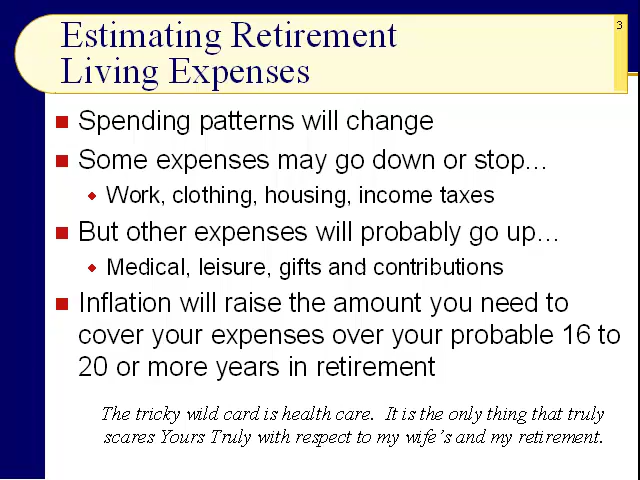 3
Estimating Retirement
Living Expenses
Spending patterns will change
Some expenses may go down or stop…
Work, clothing, housing, income taxes
But other expenses will probably go up…
Medical, leisure, gifts and contributions
Inflation will raise the amount you need to
cover your expenses over your probable 16 to
20 or more years in retirement
The tricky wild card is health care.  It is the only thing that truly
scares Yours Truly with respect to my wife's and my retirement.